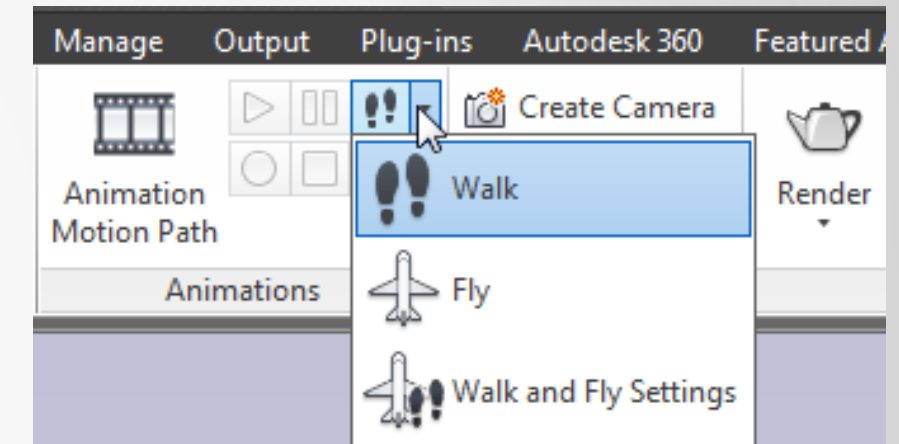 Manage Output Plug-ins Autodesk 360 Featured
Create Camera
Animation
Motion Path
Walk
Render
Animations
Fly
Walk and Fly Settings